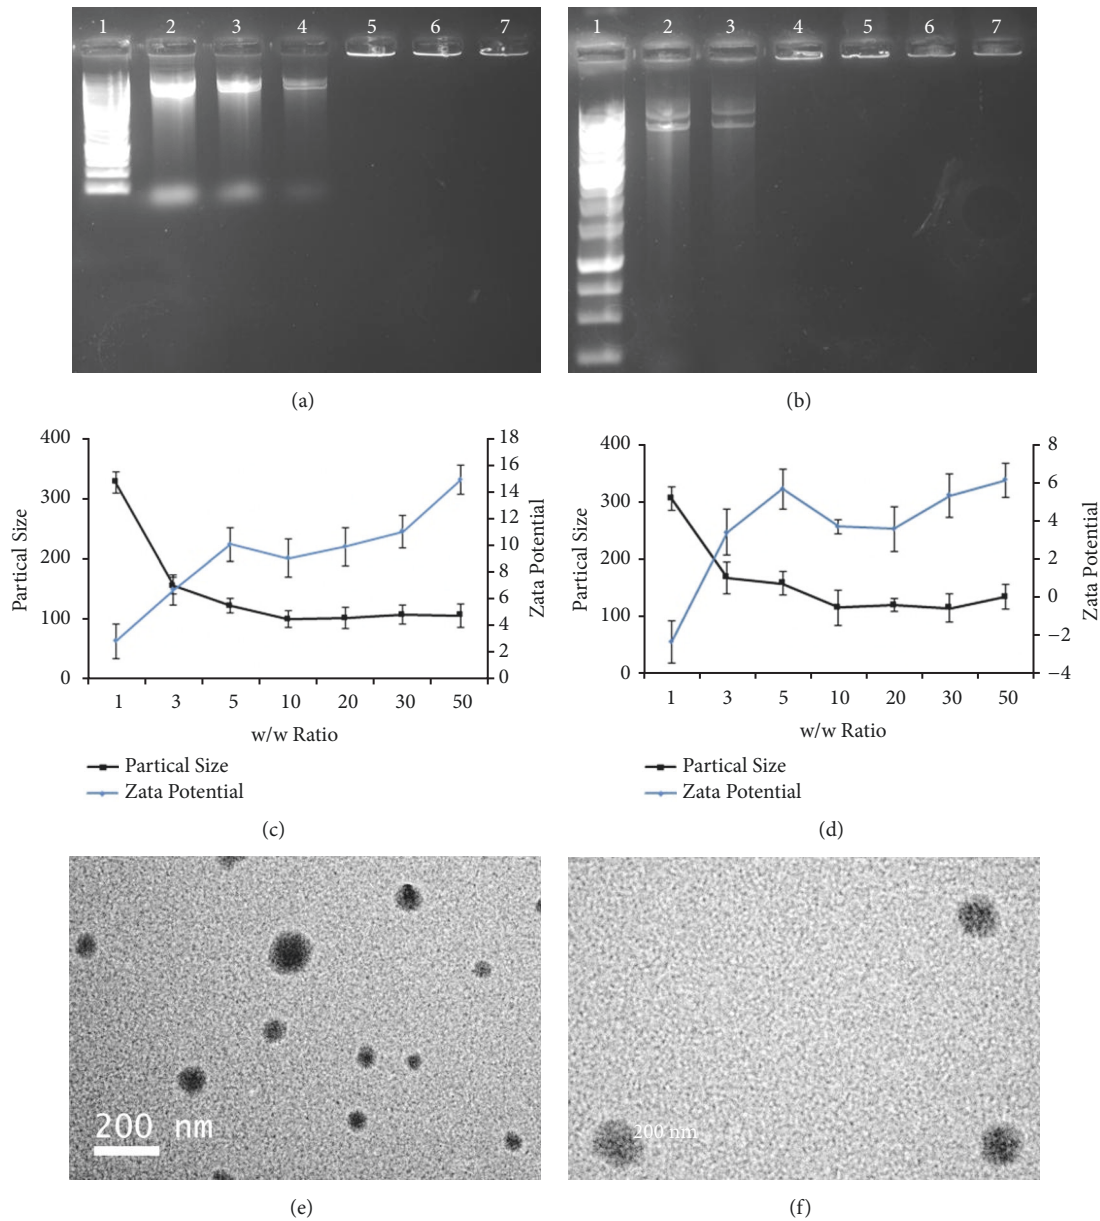 1 2 3 4 5 6 7
1 2 3 4 5 6 7
(a)
(b)
400
300
200
100
0
Partical Size
18
16
14
12
10
8
6
4
2
0
Zata Potential
1 3 5 10 20 30 50
w/w Ratio
Partical Size
Zata Potential
(c)
400
300
200
100
0
Partical Size
8
6
4
2
0
−2
−4
Zata Potential
1 3 5 10 20 30 50
w/w Ratio
Partical Size
Zata Potential
(d)
200 nm
(e)
200 nm
(f)